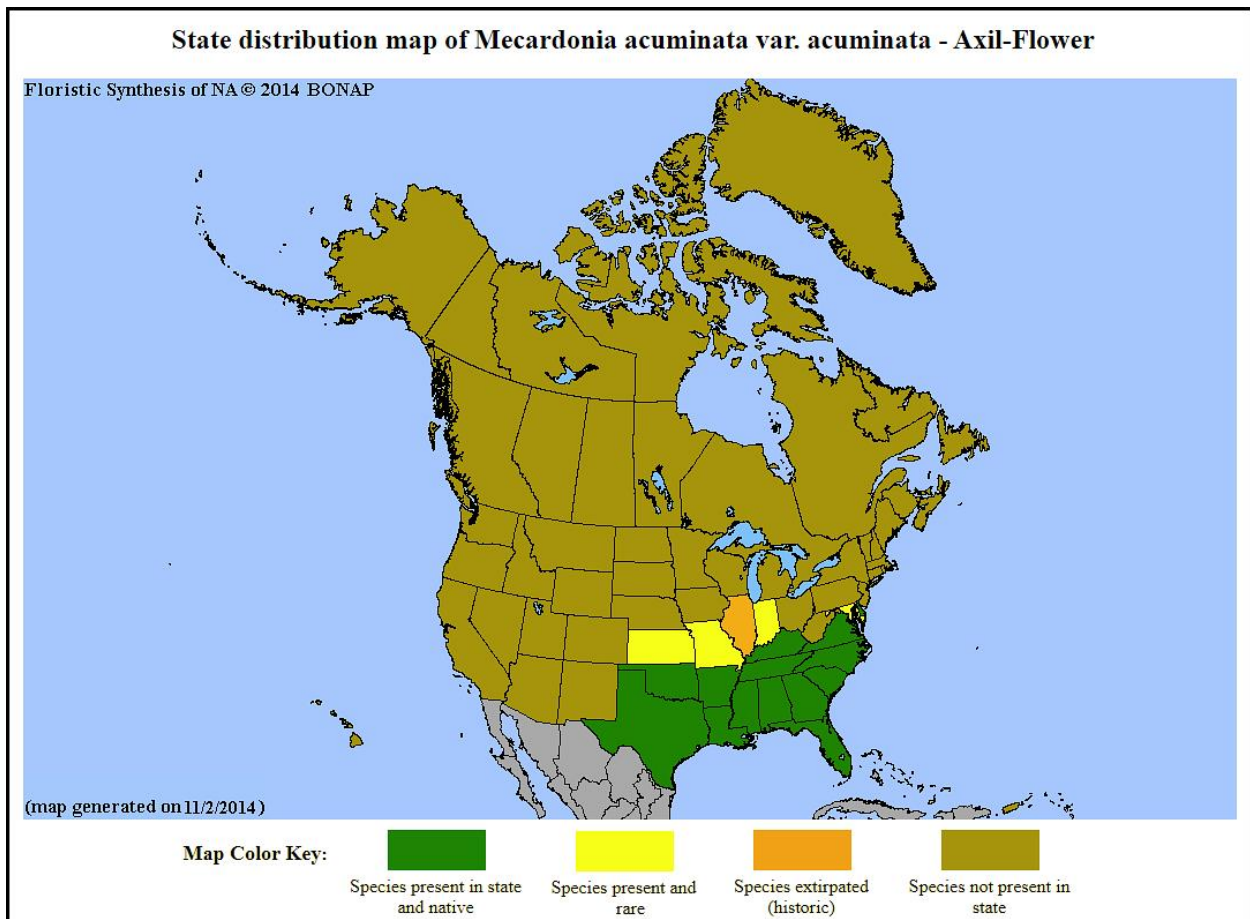 State distribution map of Mecardonia acuminata var. acuminata - Axil-Flower
Floristic Synthesis of NA © 2014 BONAP
(map generated on 11/2/2014)
Map Color Key:
Species present in state
and native
Species present and
rare
Species extirpated
(historic)
Species not present in
state